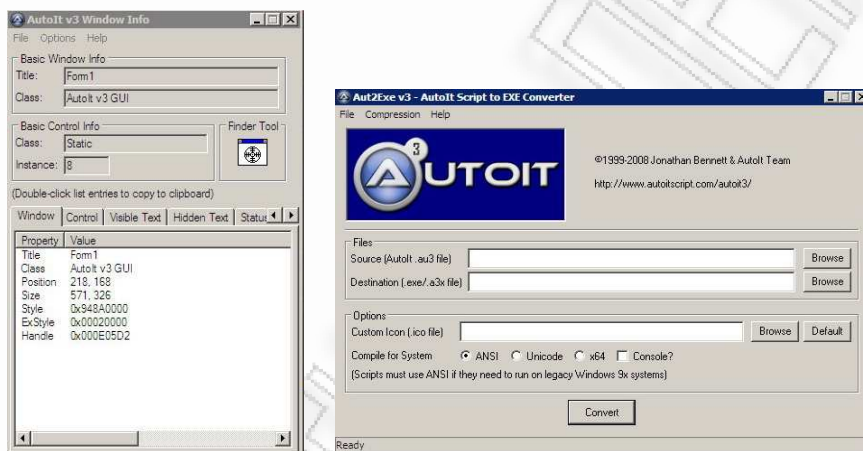 AutoIt v3 Window Info
File Options Help
Basic Window Info
Title: Form1
Class: AutoIt v3 GUI
Basic Control Info
Class: Static
Instance: 8
Finder Tool
(Double-click list entries to copy to clipboard)
Window Control Visible Text Hidden Text Statu
Property Value
Title Form1
Class AutoIt v3 GUI
Position 218, 168
Size 571, 326
Style 0x948A0000
ExStyle 0x00020000
Handle 0x000E05D2
Aut2Exe v3 - AutoIt Script to EXE Converter
File Compression Help
3
AUTOIT
©1999-2008 Jonathan Bennett & AutoIt Team
http://www.autoitscript.com/autoit3/
Files
Source (AutoIt .au3 file) Browse
Destination (.exe/.a3x file) Browse
Options
Custom Icon (.ico file) Browse Default
Compile for System ANSI Unicode x64 Console?
(Scripts must use ANSI if they need to run on legacy Windows 9x systems)
Convert
Ready